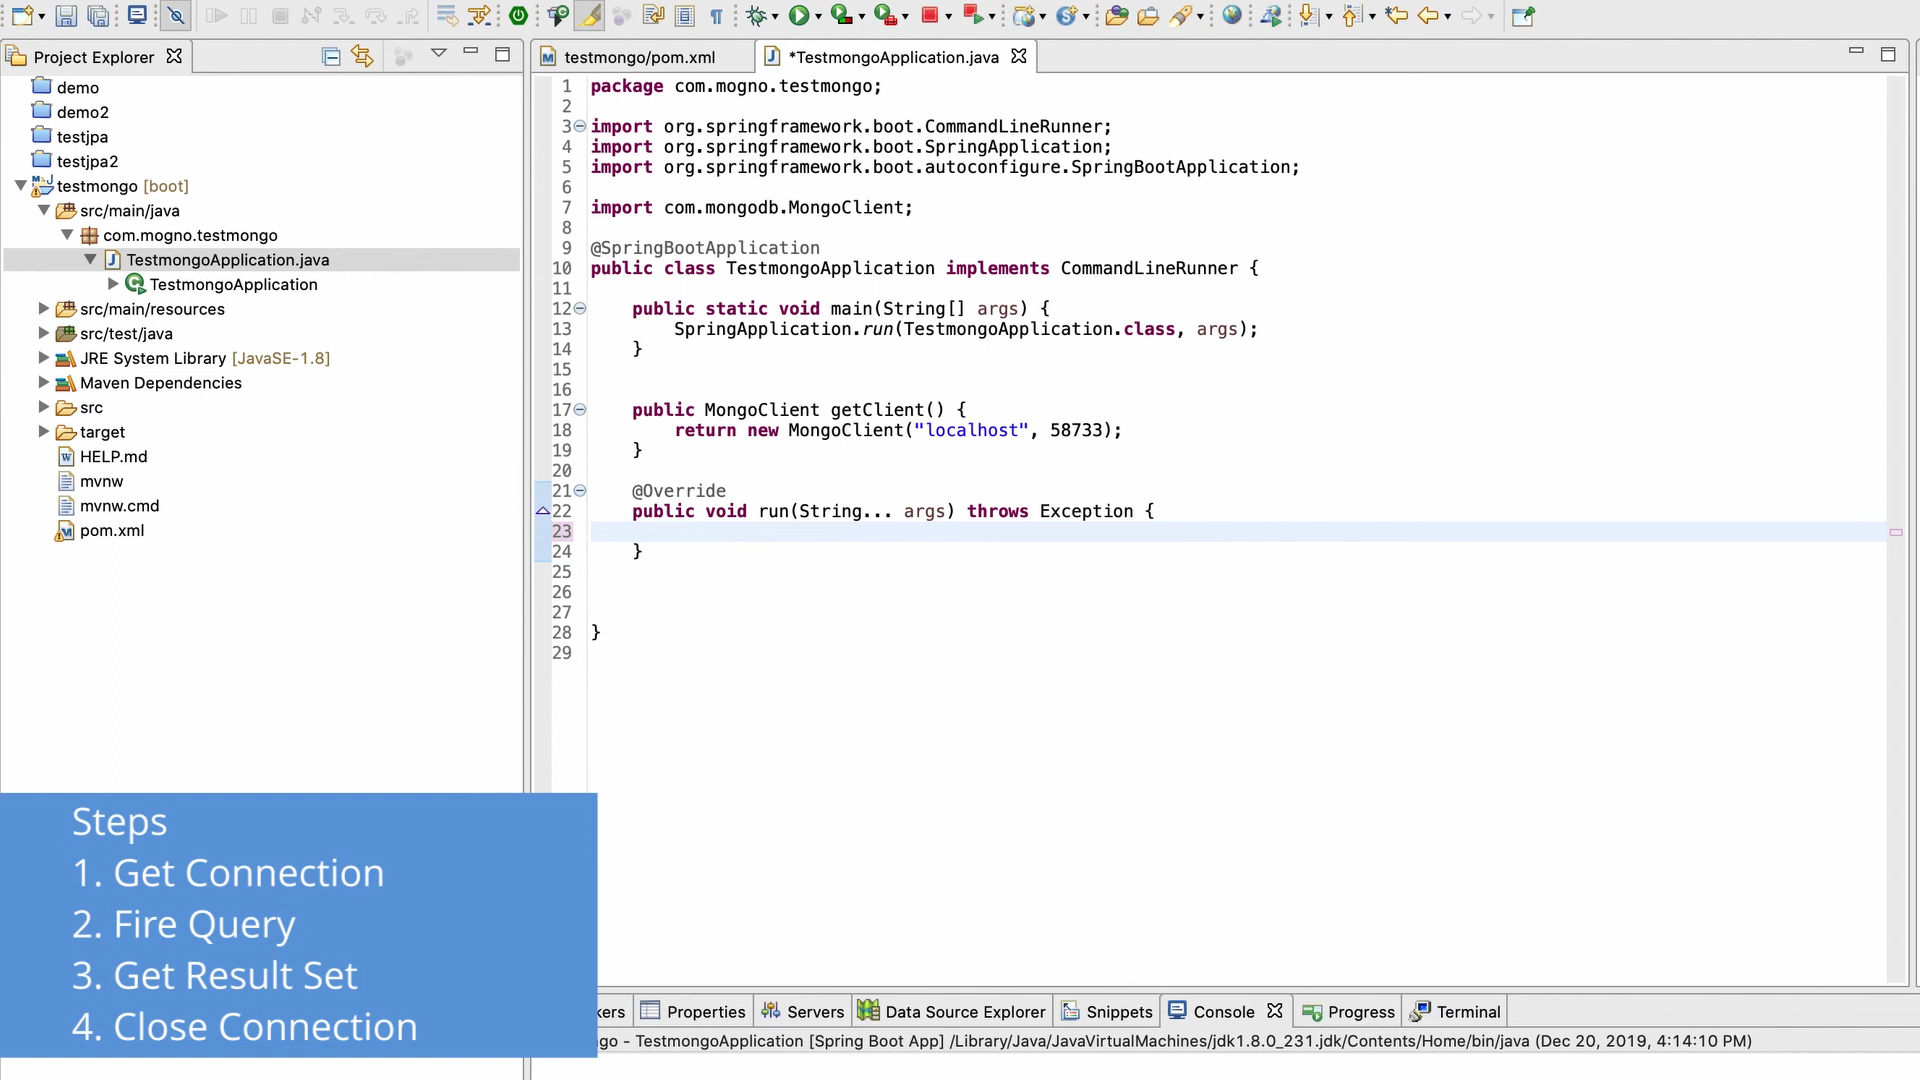 Project Explorer
demo
demo2
testjpa
testjpa2
testmongo [boot]
src/main/java
com.mogno.testmongo
TestmongoApplication.java
TestmongoApplication
src/main/resources
src/test/java
JRE System Library [JavaSE-1.8]
Maven Dependencies
src
target
HELP.md
mvnw
mvnw.cmd
pom.xml
testmongo/pom.xml
*TestmongoApplication.java
1 package com.mogno.testmongo;
2
3 import org.springframework.boot.CommandLineRunner;
4 import org.springframework.boot.SpringApplication;
5 import org.springframework.boot.autoconfigure.SpringBootApplication;
6
7 import com.mongodb.MongoClient;
8
9 @SpringBootApplication
10 public class TestmongoApplication implements CommandLineRunner {
11
12 public static void main(String[] args) {
13 SpringApplication.run(TestmongoApplication.class, args);
14 }
15
16
17 public MongoClient getClient() {
18 return new MongoClient("localhost", 58733);
19 }
20
21 @Override
22 public void run(String... args) throws Exception {
23
24 }
25
26
27
28 }
29
Steps
1. Get Connection
2. Fire Query
3. Get Result Set
4. Close Connection
kers Properties Servers Data Source Explorer Snippets Console Progress Terminal
go - TestmongoApplication [Spring Boot App] /Library/Java/JavaVirtualMachines/jdk1.8.0_231.jdk/Contents/Home/bin/java (Dec 20, 2019, 4:14:10 PM)